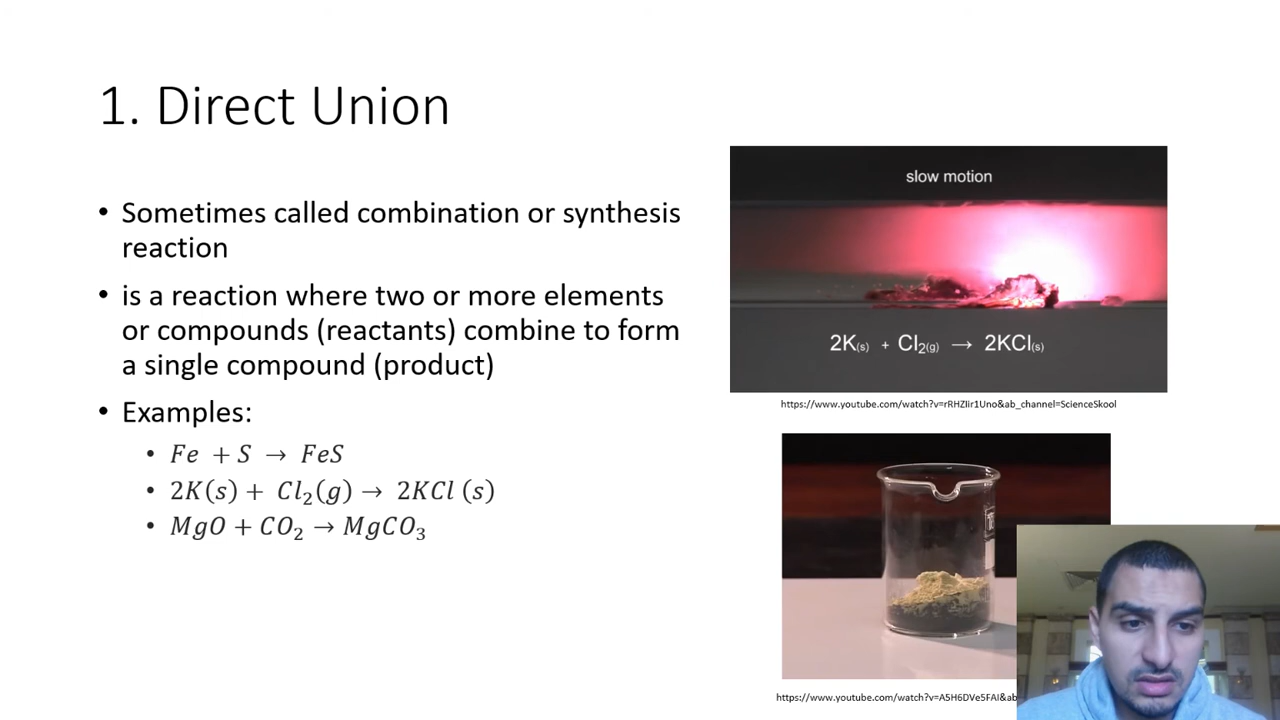 1. Direct Union
• Sometimes called combination or synthesis
reaction
• is a reaction where two or more elements
or compounds (reactants) combine to form
a single compound (product)
• Examples:
• Fe + S → FeS
• 2K(s) + Cl₂(g) → 2KCl (s)
• MgO + CO₂ → MgCO₃
slow motion
2K(s) + Cl₂(g) → 2KCl(s)
https://www.youtube.com/watch?v=rRHZIir1Uno&ab_channel=ScienceSkool
https://www.youtube.com/watch?v=A5H6DVe5FAI&ab